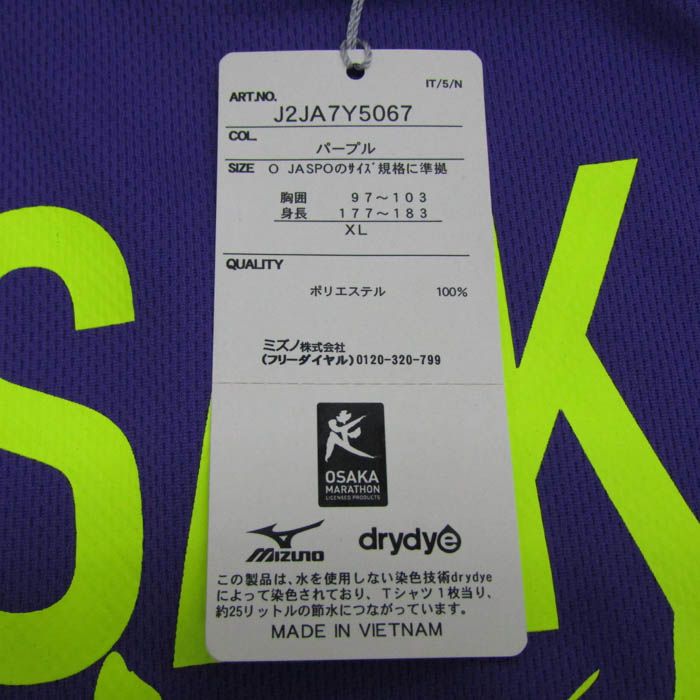 IT/5/N
ART.NO. J2JA7Y5067
COL. パープル
SIZE O JASPOのサイズ規格に準拠
胸囲 97～103
身長 177～183
XL
QUALITY
ポリエステル 100%
ミズノ株式会社
(フリーダイヤル)0120-320-799
OSAKA
MARATHON
LICENSED PRODUCTS
MIZUNO drydye
この製品は、水を使用しない染色技術drydye
によって染色されており、Tシャツ1枚当り、
約25リットルの節水につながっています。
MADE IN VIETNAM
S K